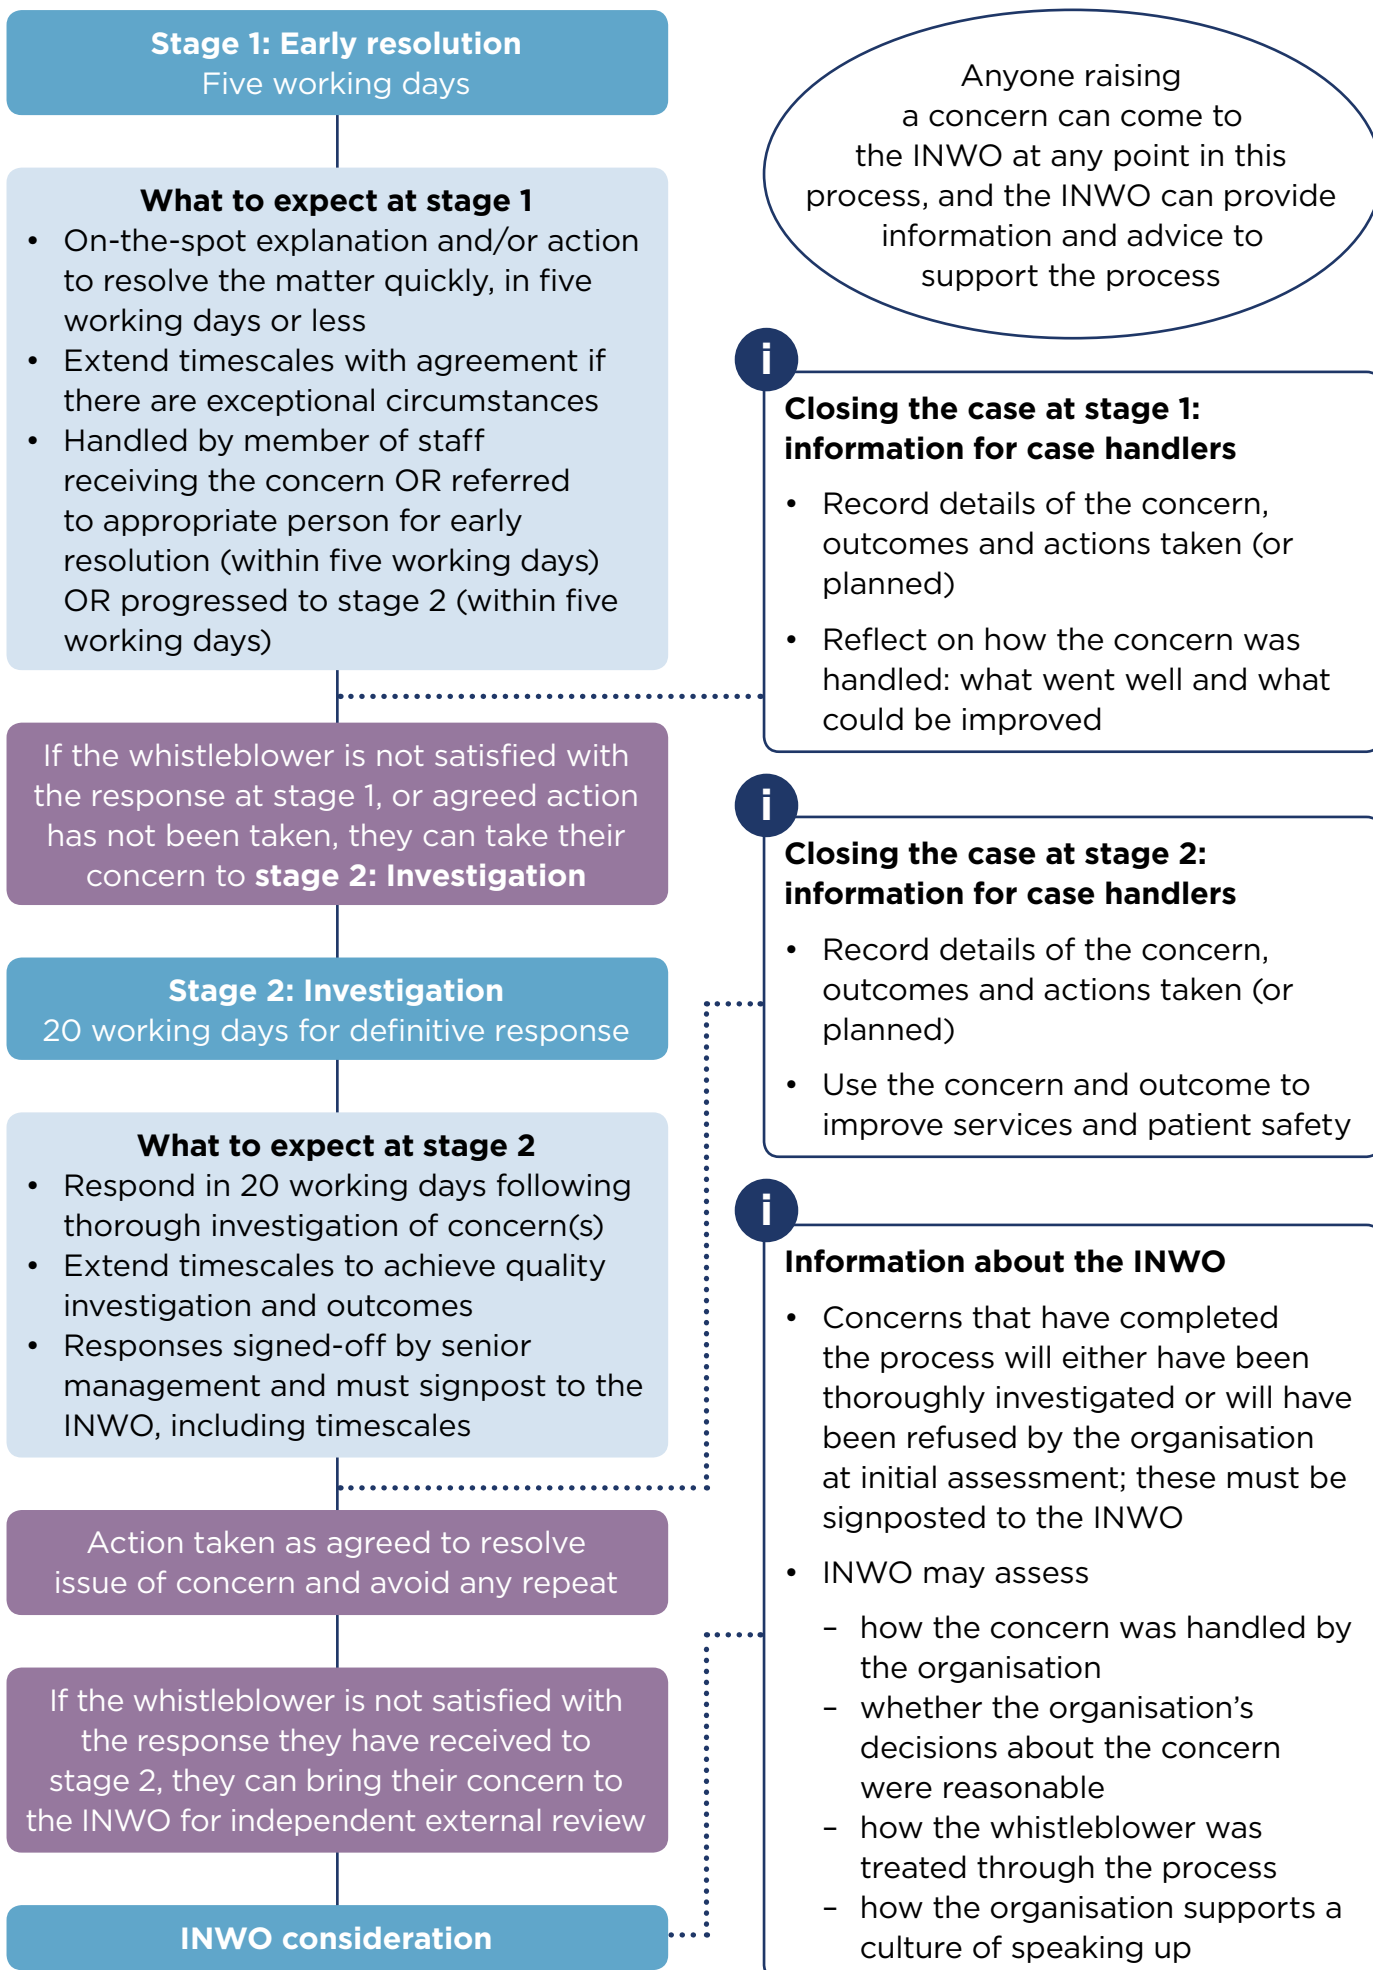 Stage 1: Early resolution
Five working days
What to expect at stage 1
• On-the-spot explanation and/or action
to resolve the matter quickly, in five
working days or less
• Extend timescales with agreement if
there are exceptional circumstances
• Handled by member of staff
receiving the concern OR referred
to appropriate person for early
resolution (within five working days)
OR progressed to stage 2 (within five
working days)
If the whistleblower is not satisfied with
the response at stage 1, or agreed action
has not been taken, they can take their
concern to stage 2: Investigation
Stage 2: Investigation
20 working days for definitive response
What to expect at stage 2
• Respond in 20 working days following
thorough investigation of concern(s)
• Extend timescales to achieve quality
investigation and outcomes
• Responses signed-off by senior
management and must signpost to the
INWO, including timescales
Action taken as agreed to resolve
issue of concern and avoid any repeat
If the whistleblower is not satisfied with
the response they have received to
stage 2, they can bring their concern to
the INWO for independent external review
INWO consideration
Anyone raising
a concern can come to
the INWO at any point in this
process, and the INWO can provide
information and advice to
support the process
i
Closing the case at stage 1:
information for case handlers
• Record details of the concern,
outcomes and actions taken (or
planned)
• Reflect on how the concern was
handled: what went well and what
could be improved
i
Closing the case at stage 2:
information for case handlers
• Record details of the concern,
outcomes and actions taken (or
planned)
• Use the concern and outcome to
improve services and patient safety
i
Information about the INWO
• Concerns that have completed
the process will either have been
thoroughly investigated or will have
been refused by the organisation
at initial assessment; these must be
signposted to the INWO
• INWO may assess
– how the concern was handled by
the organisation
– whether the organisation’s
decisions about the concern
were reasonable
– how the whistleblower was
treated through the process
– how the organisation supports a
culture of speaking up